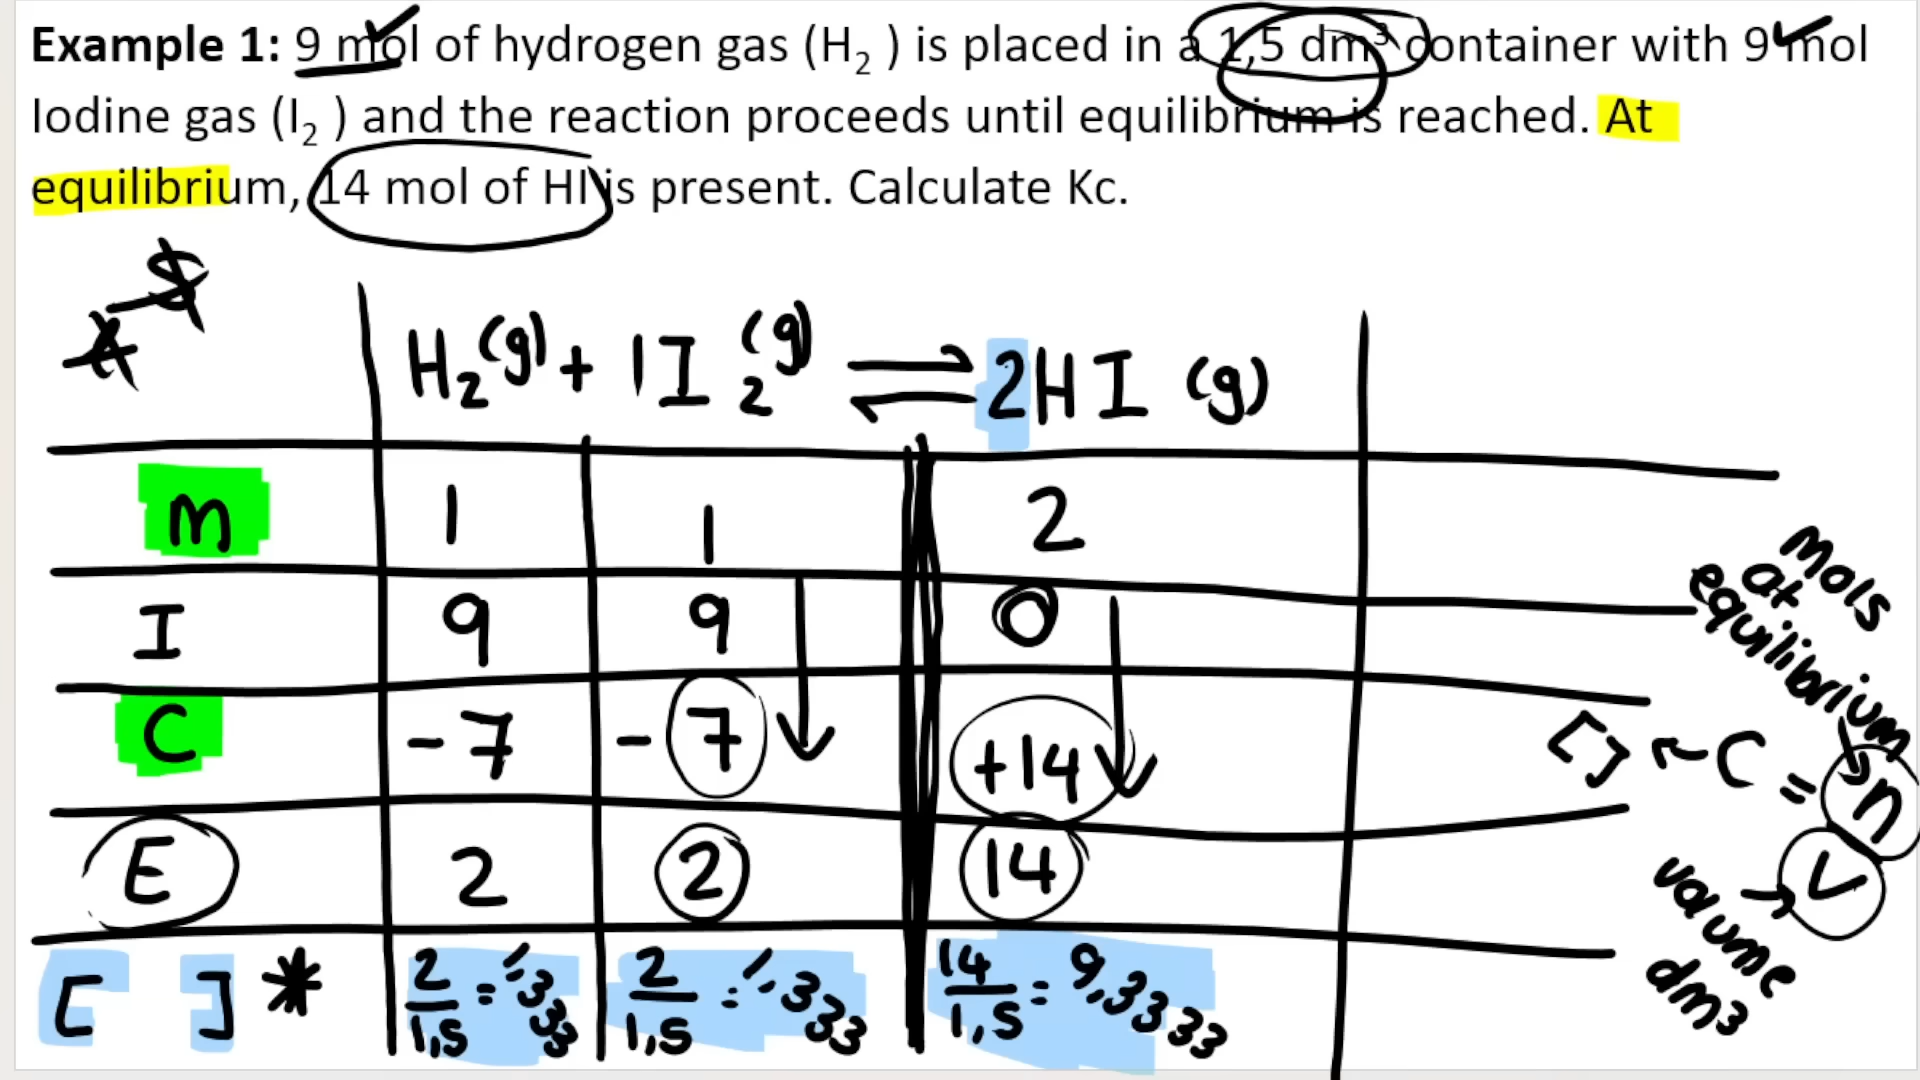 Example 1: 9 mol of hydrogen gas (H₂ ) is placed in a 1,5 dm³ container with 9 mol
Iodine gas (I₂ ) and the reaction proceeds until equilibrium is reached. At
equilibrium, 14 mol of HI is present. Calculate Kc.
H₂(g) + 1I₂(g) ⇌ 2HI (g)
M 1 1 2
I 9 9 0
C -7 -7 +14
E 2 2 14
[ ] * 2/1,5 = 1,333 2/1,5 = 1,333 14/1,5 = 9,3333
mols
at
equilibrium
[] ← C = n/V
volume
dm3